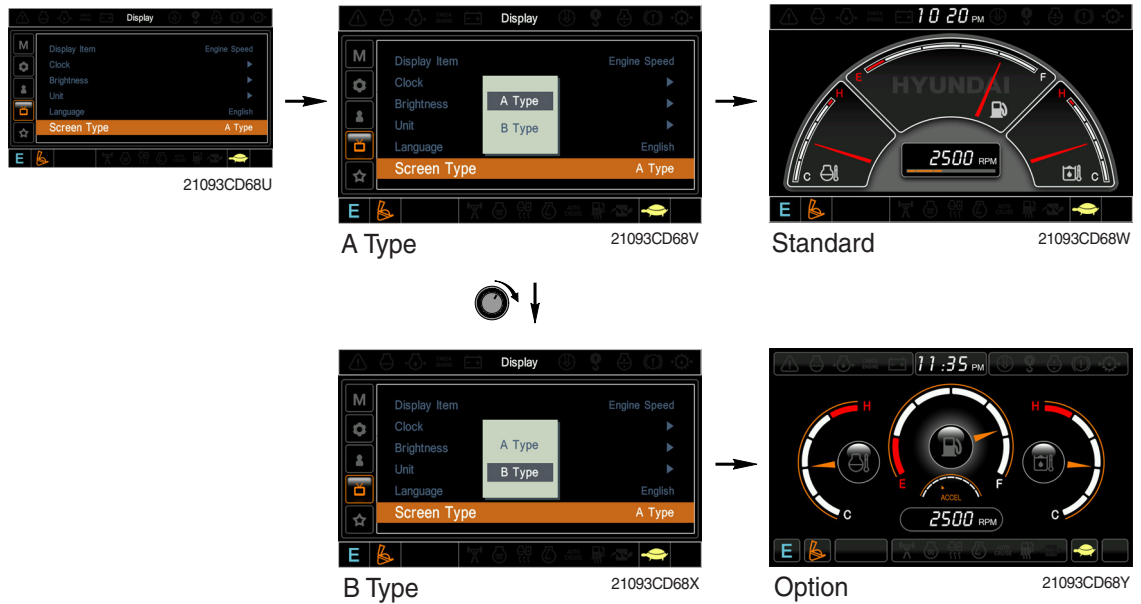 Display
M
Display Item Engine Speed
Clock
Brightness
Unit
Language English
Screen Type A Type
E
21093CD68U
Display
M
Display Item Engine Speed
Clock
Brightness
Unit
Language English
Screen Type A Type
A Type
B Type
E
A Type
21093CD68V
10 20 PM
HYUNDAI
E F
H H
C C
2500 RPM
E
Standard
21093CD68W
Display
M
Display Item Engine Speed
Clock
Brightness
Unit
Language English
Screen Type A Type
A Type
B Type
E
B Type
21093CD68X
11:35 PM
H H
E F
ACCEL
C C
2500 RPM
E
Option
21093CD68Y